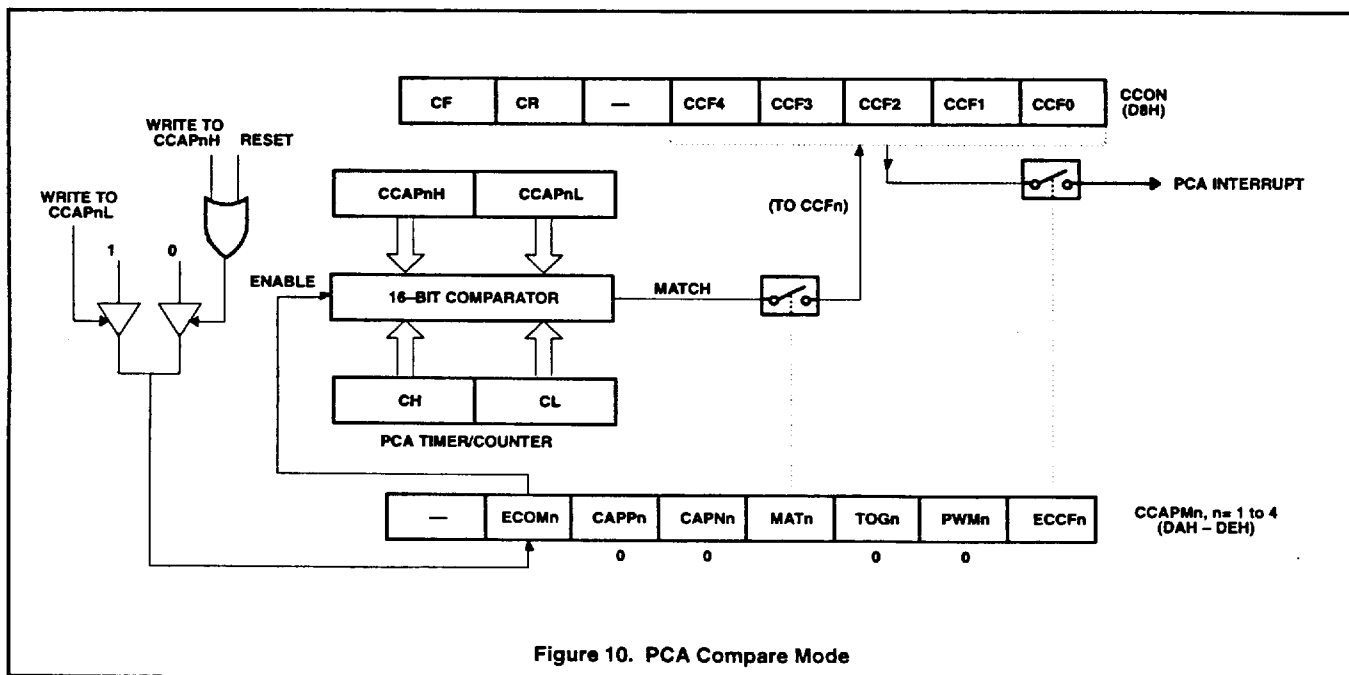 CF CR — CCF4 CCF3 CCF2 CCF1 CCF0
CCON
(D8H)
WRITE TO
CCAPnH
RESET
WRITE TO
CCAPnL
1
0
CCAPnH CCAPnL
(TO CCFn)
PCA INTERRUPT
ENABLE
16–BIT COMPARATOR
MATCH
CH CL
PCA TIMER/COUNTER
— ECOMn CAPPn CAPNn MATn TOGn PWMn ECCFn
0 0 0 0
CCAPMn, n= 1 to 4
(DAH – DEH)
Figure 10. PCA Compare Mode